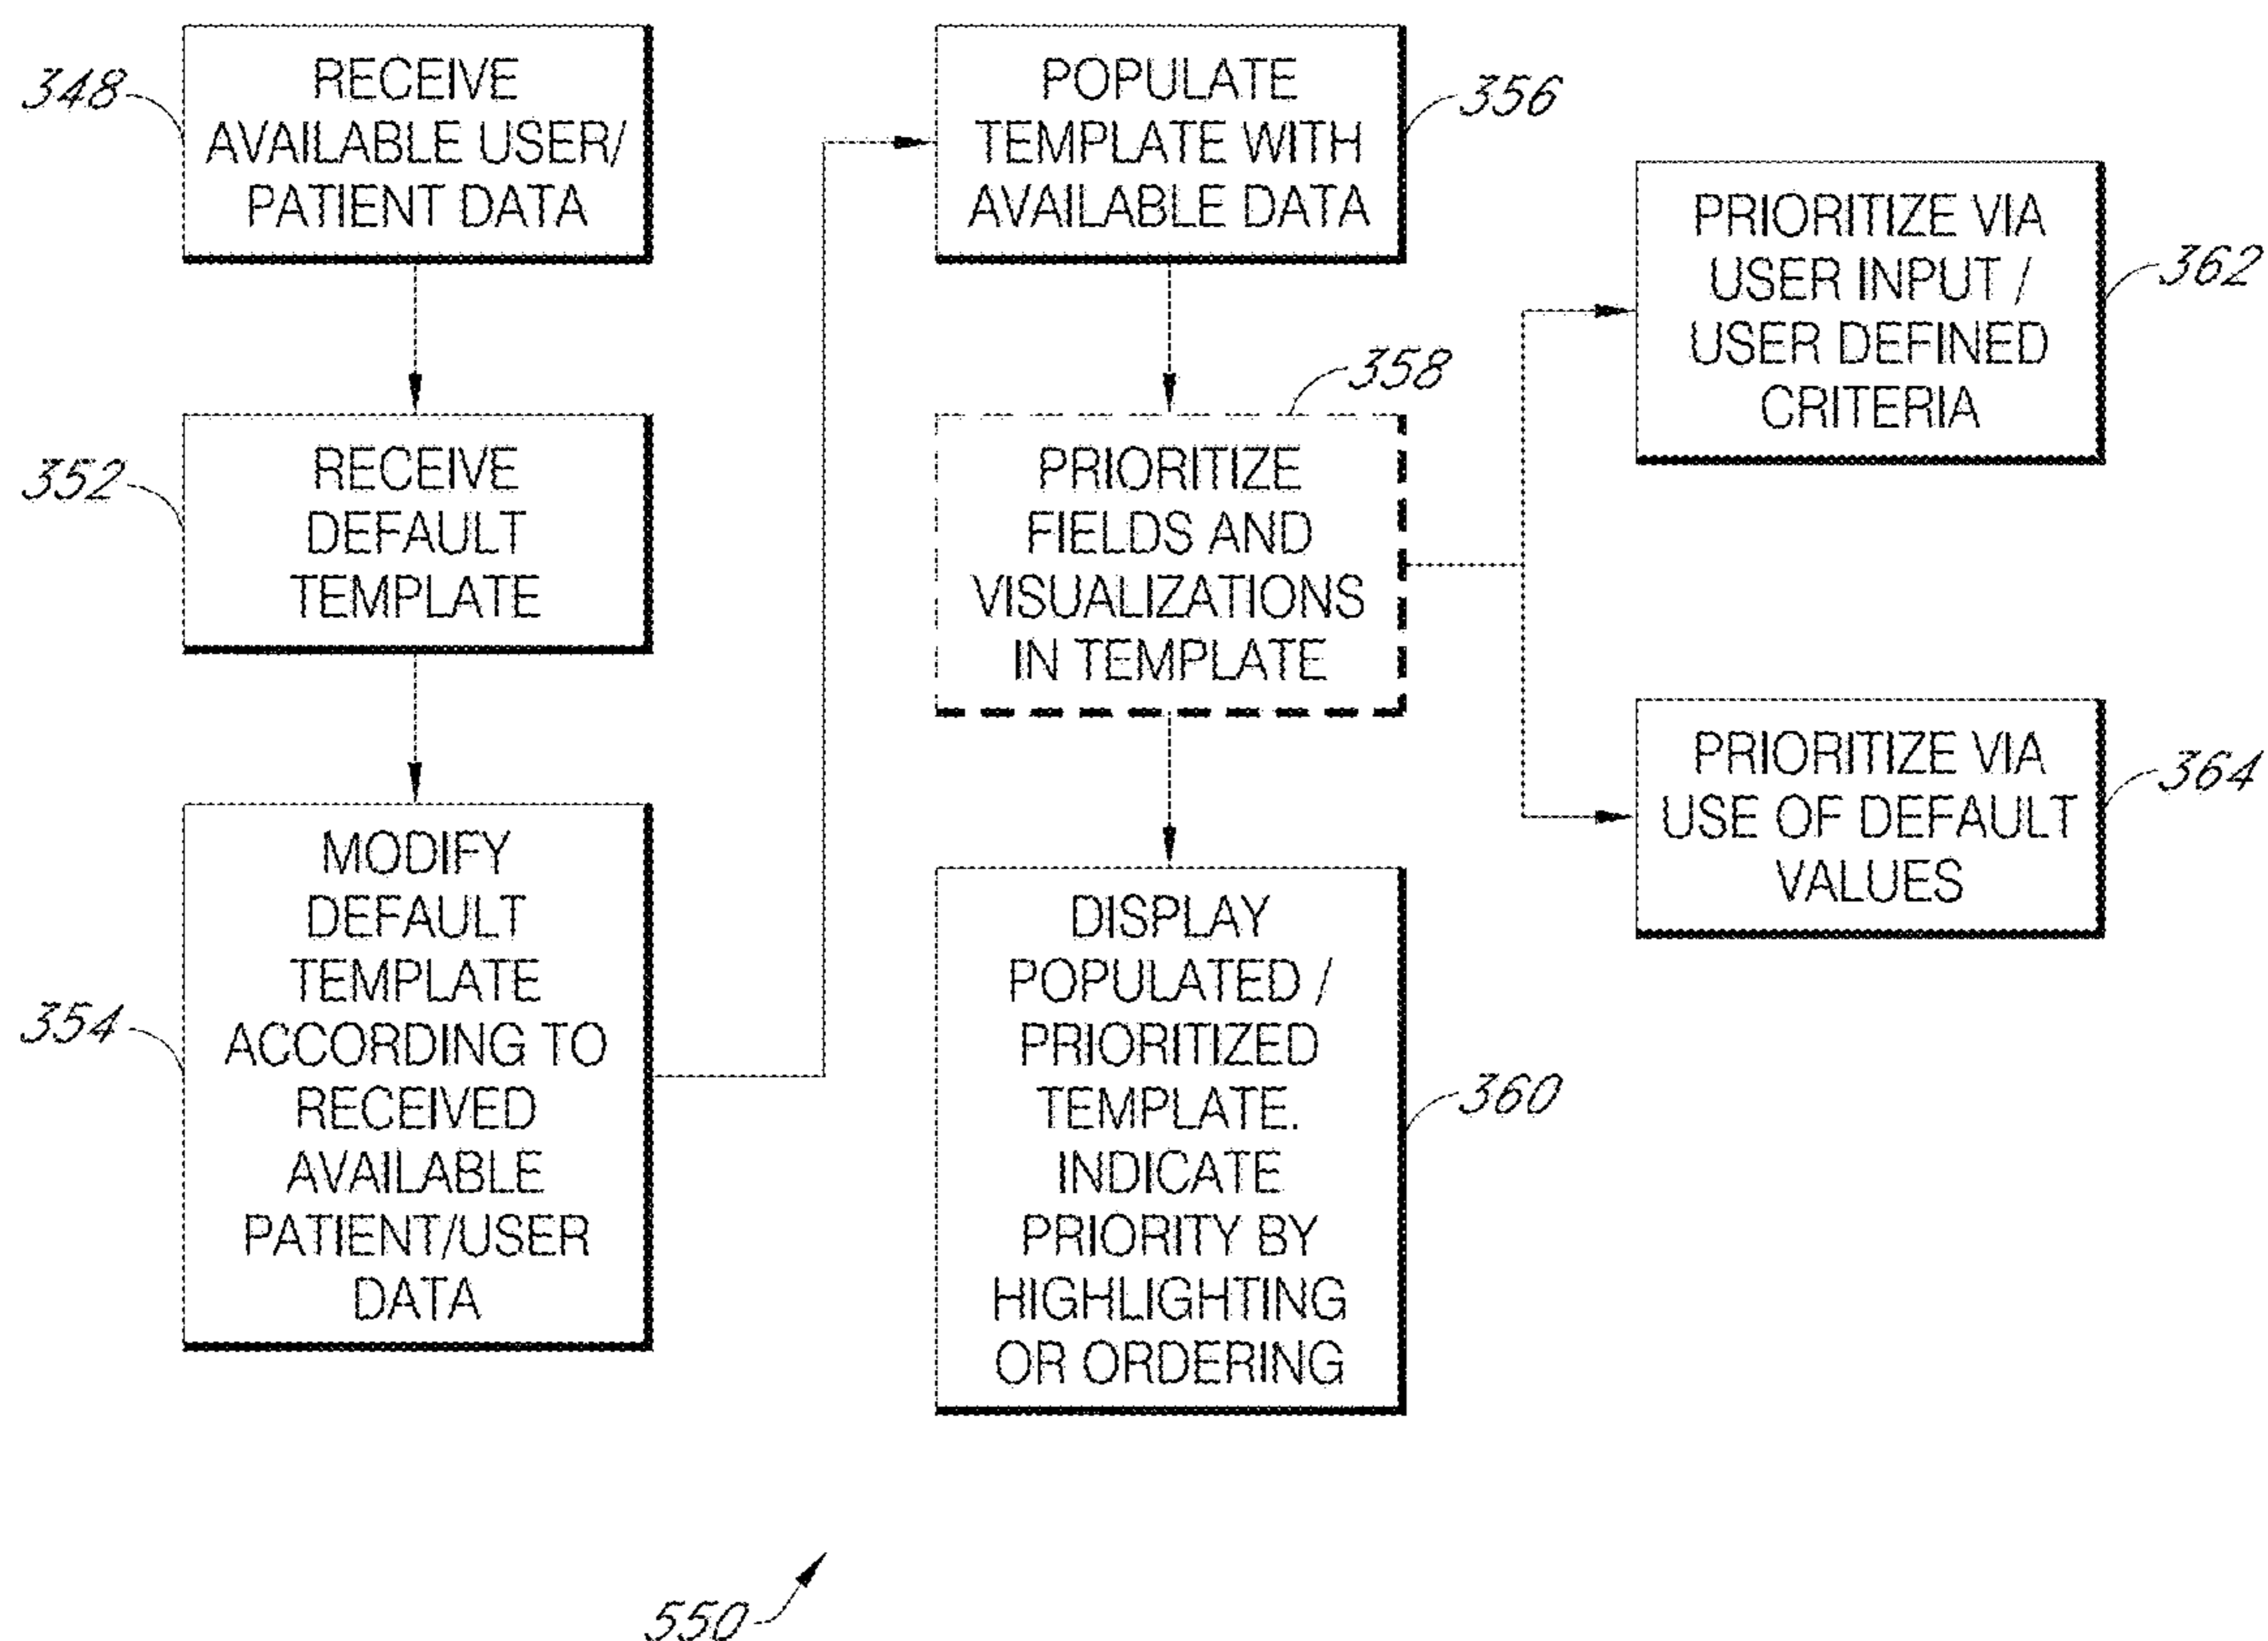 348
RECEIVE
AVAILABLE USER/
PATIENT DATA
352
RECEIVE
DEFAULT
TEMPLATE
354
MODIFY
DEFAULT
TEMPLATE
ACCORDING TO
RECEIVED
AVAILABLE
PATIENT/USER
DATA
POPULATE
TEMPLATE WITH
AVAILABLE DATA
356
358
PRIORITIZE
FIELDS AND
VISUALIZATIONS
IN TEMPLATE
DISPLAY
POPULATED /
PRIORITIZED
TEMPLATE.
INDICATE
PRIORITY BY
HIGHLIGHTING
OR ORDERING
360
PRIORITIZE VIA
USER INPUT /
USER DEFINED
CRITERIA
362
PRIORITIZE VIA
USE OF DEFAULT
VALUES
364
550